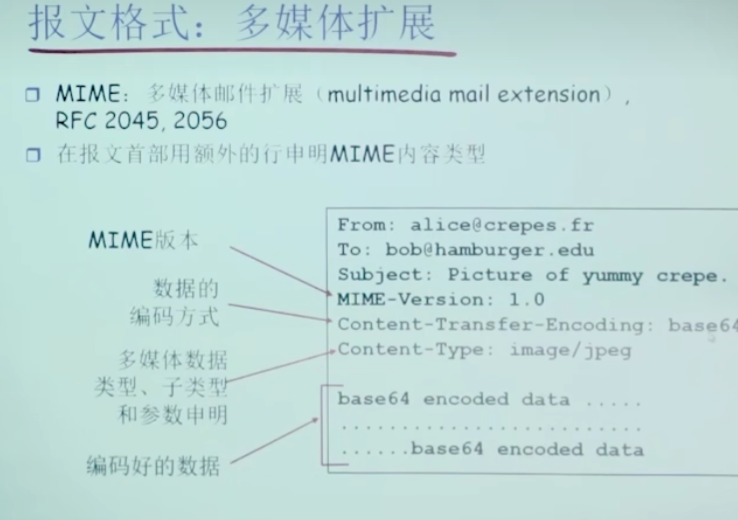 报文格式：多媒体扩展
MIME：多媒体邮件扩展（multimedia mail extension），
RFC 2045, 2056
在报文首部用额外的行申明MIME内容类型
MIME版本
数据的
编码方式
多媒体数据
类型、子类型
和参数申明
编码好的数据
From: alice@crepes.fr
To: bob@hamburger.edu
Subject: Picture of yummy crepe.
MIME-Version: 1.0
Content-Transfer-Encoding: base64
Content-Type: image/jpeg
base64 encoded data .....
.........................
......base64 encoded data